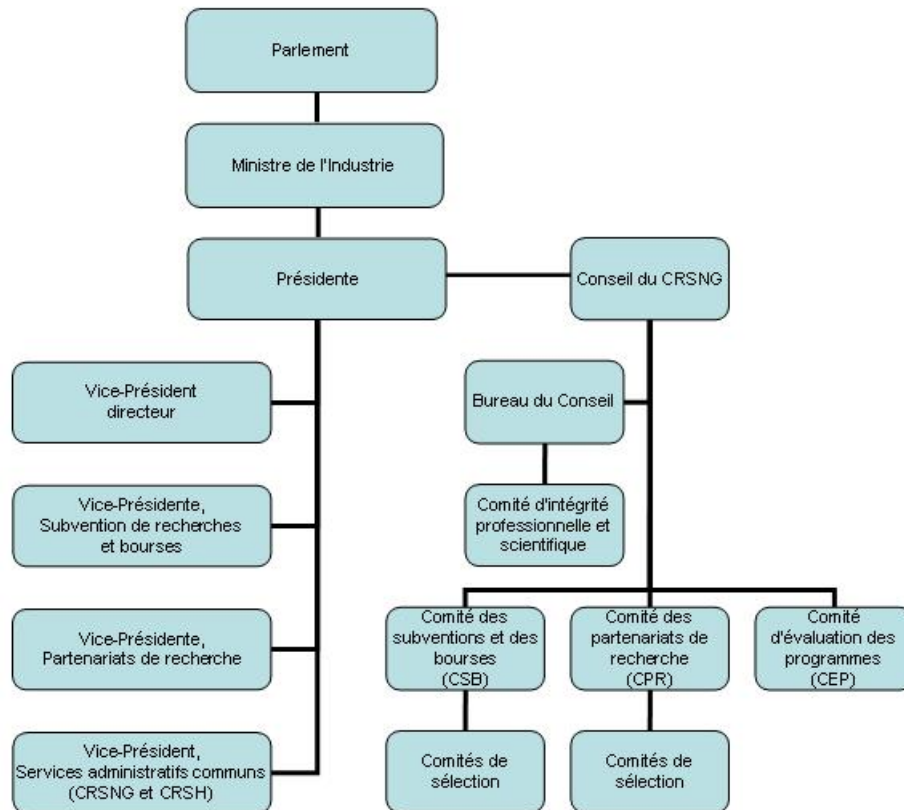 Parlement
Ministre de l'Industrie
Présidente
Conseil du CRSNG
Vice-Président
directeur
Bureau du Conseil
Vice-Présidente,
Subvention de recherches
et bourses
Comité d'intégrité
professionnelle et
scientifique
Vice-Présidente,
Partenariats de recherche
Comité des
subventions et des
bourses
(CSB)
Comité des
partenariats de
recherche
(CPR)
Comité
d'évaluation des
programmes
(CEP)
Vice-Président,
Services administratifs communs
(CRSNG et CRSH)
Comités de
sélection
Comités de
sélection